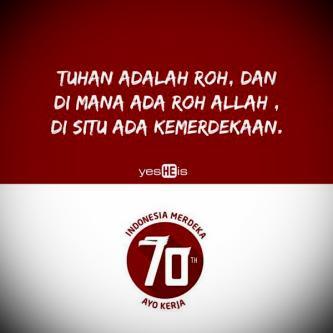 TUHAN ADALAH ROH, DAN
DI MANA ADA ROH ALLAH ,
DI SITU ADA KEMERDEKAAN.
yesHEis
INDONESIA MERDEKA
70TH
AYO KERJA